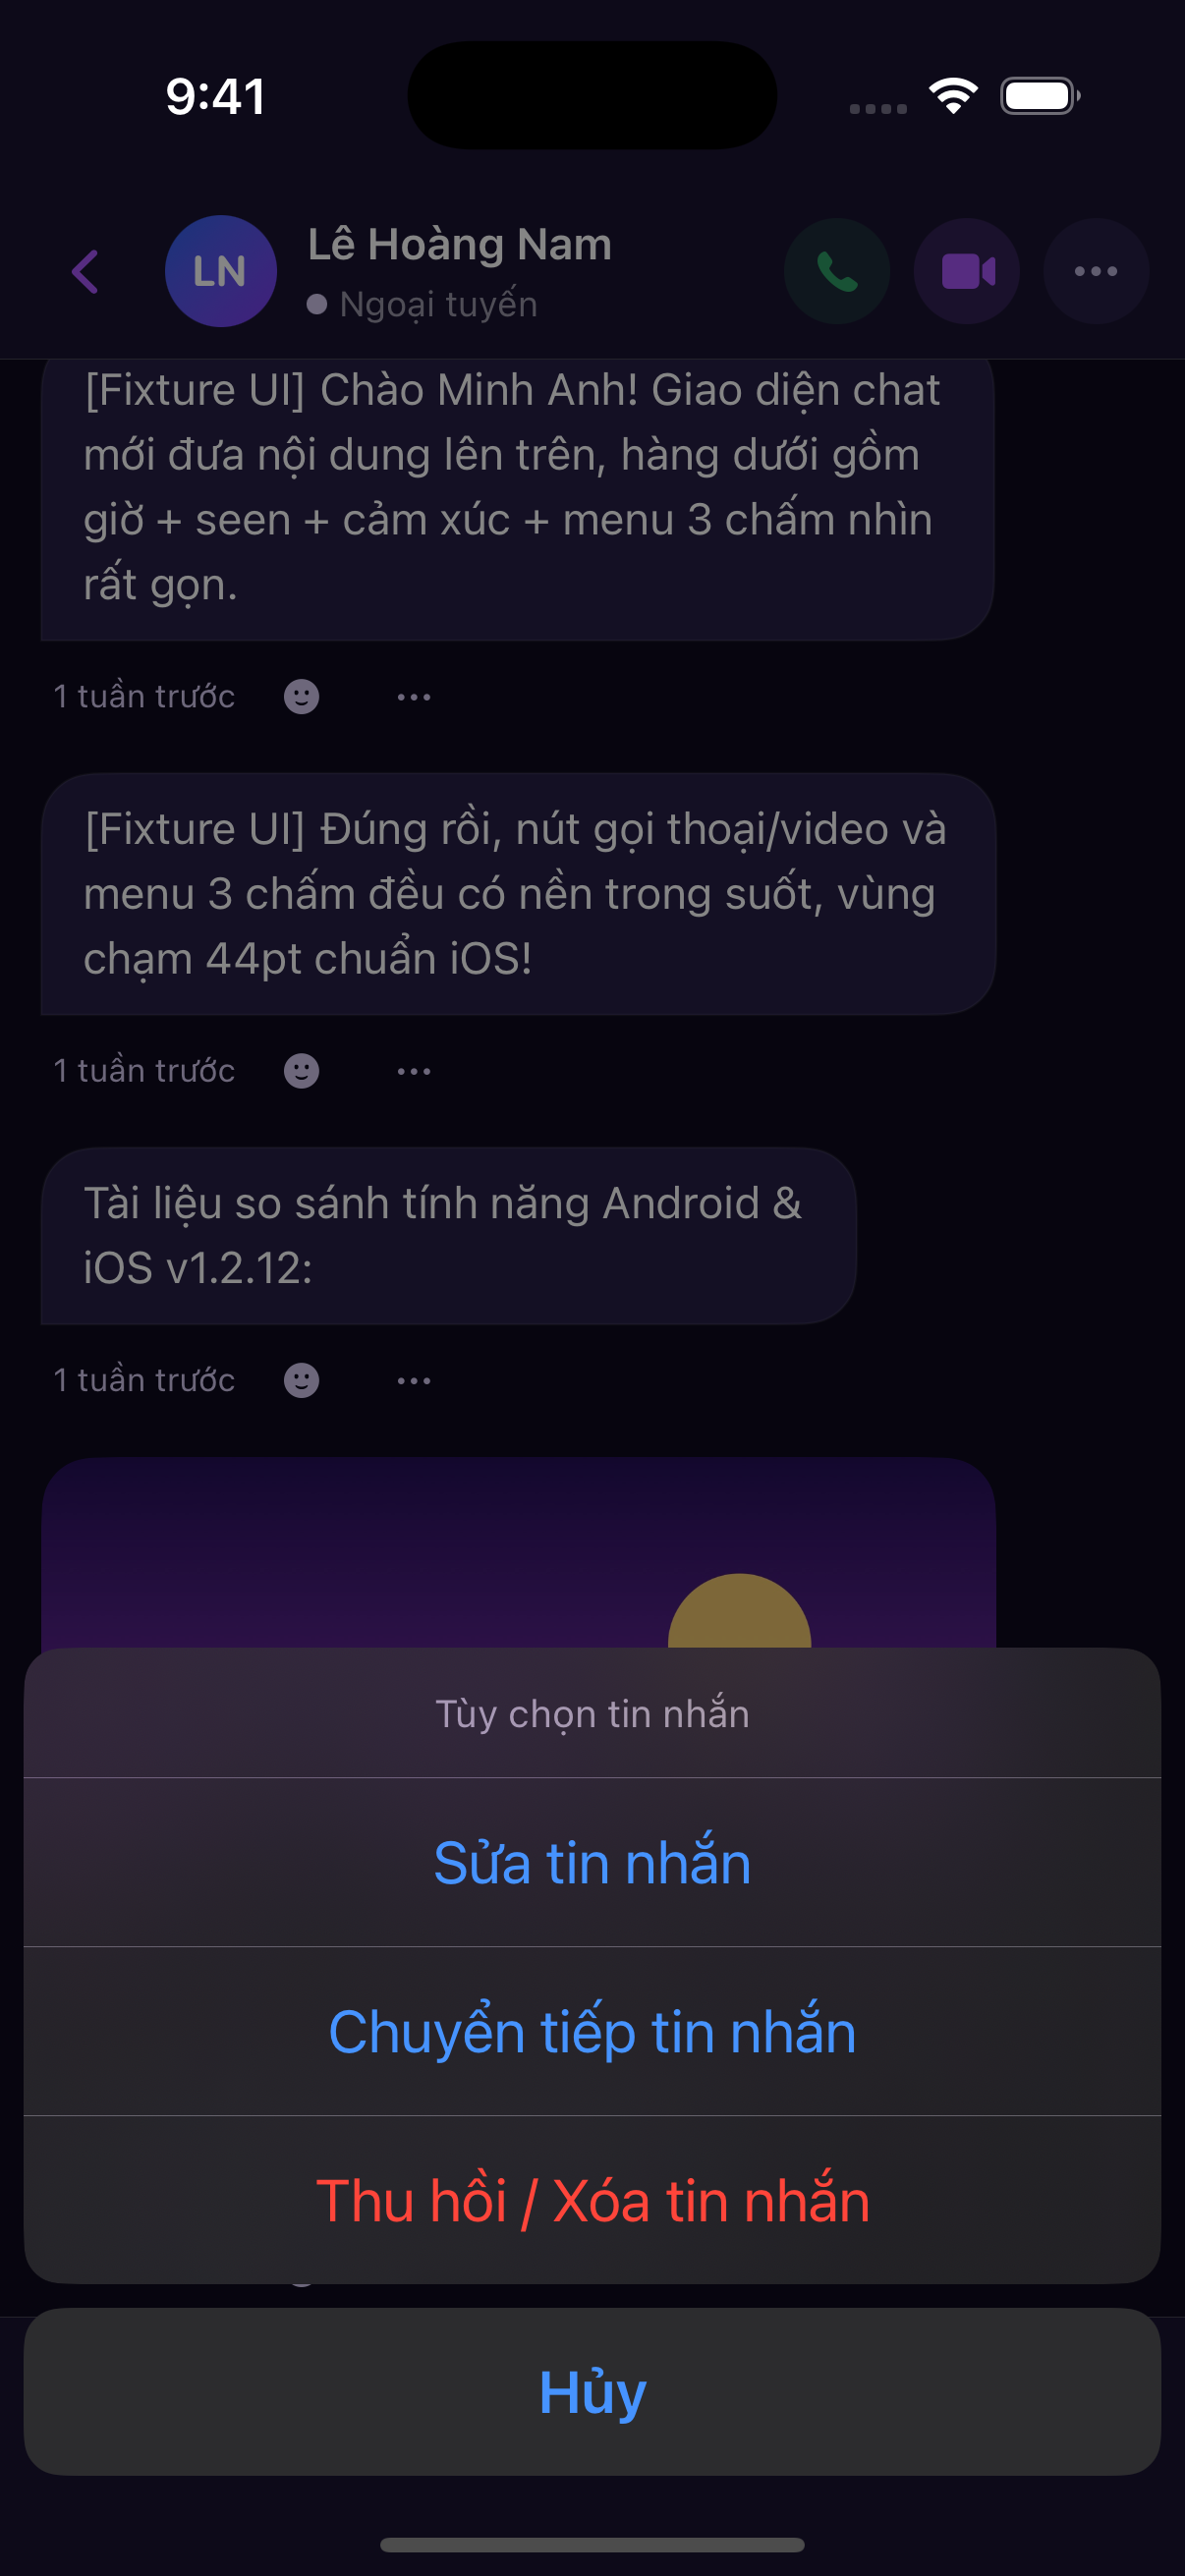 9:41
LN
Lê Hoàng Nam
Ngoại tuyến
[Fixture UI] Chào Minh Anh! Giao diện chat
mới đưa nội dung lên trên, hàng dưới gồm
giờ + seen + cảm xúc + menu 3 chấm nhìn
rất gọn.
1 tuần trước
[Fixture UI] Đúng rồi, nút gọi thoại/video và
menu 3 chấm đều có nền trong suốt, vùng
chạm 44pt chuẩn iOS!
1 tuần trước
Tài liệu so sánh tính năng Android &
iOS v1.2.12:
1 tuần trước
Tùy chọn tin nhắn
Sửa tin nhắn
Chuyển tiếp tin nhắn
Thu hồi / Xóa tin nhắn
Hủy